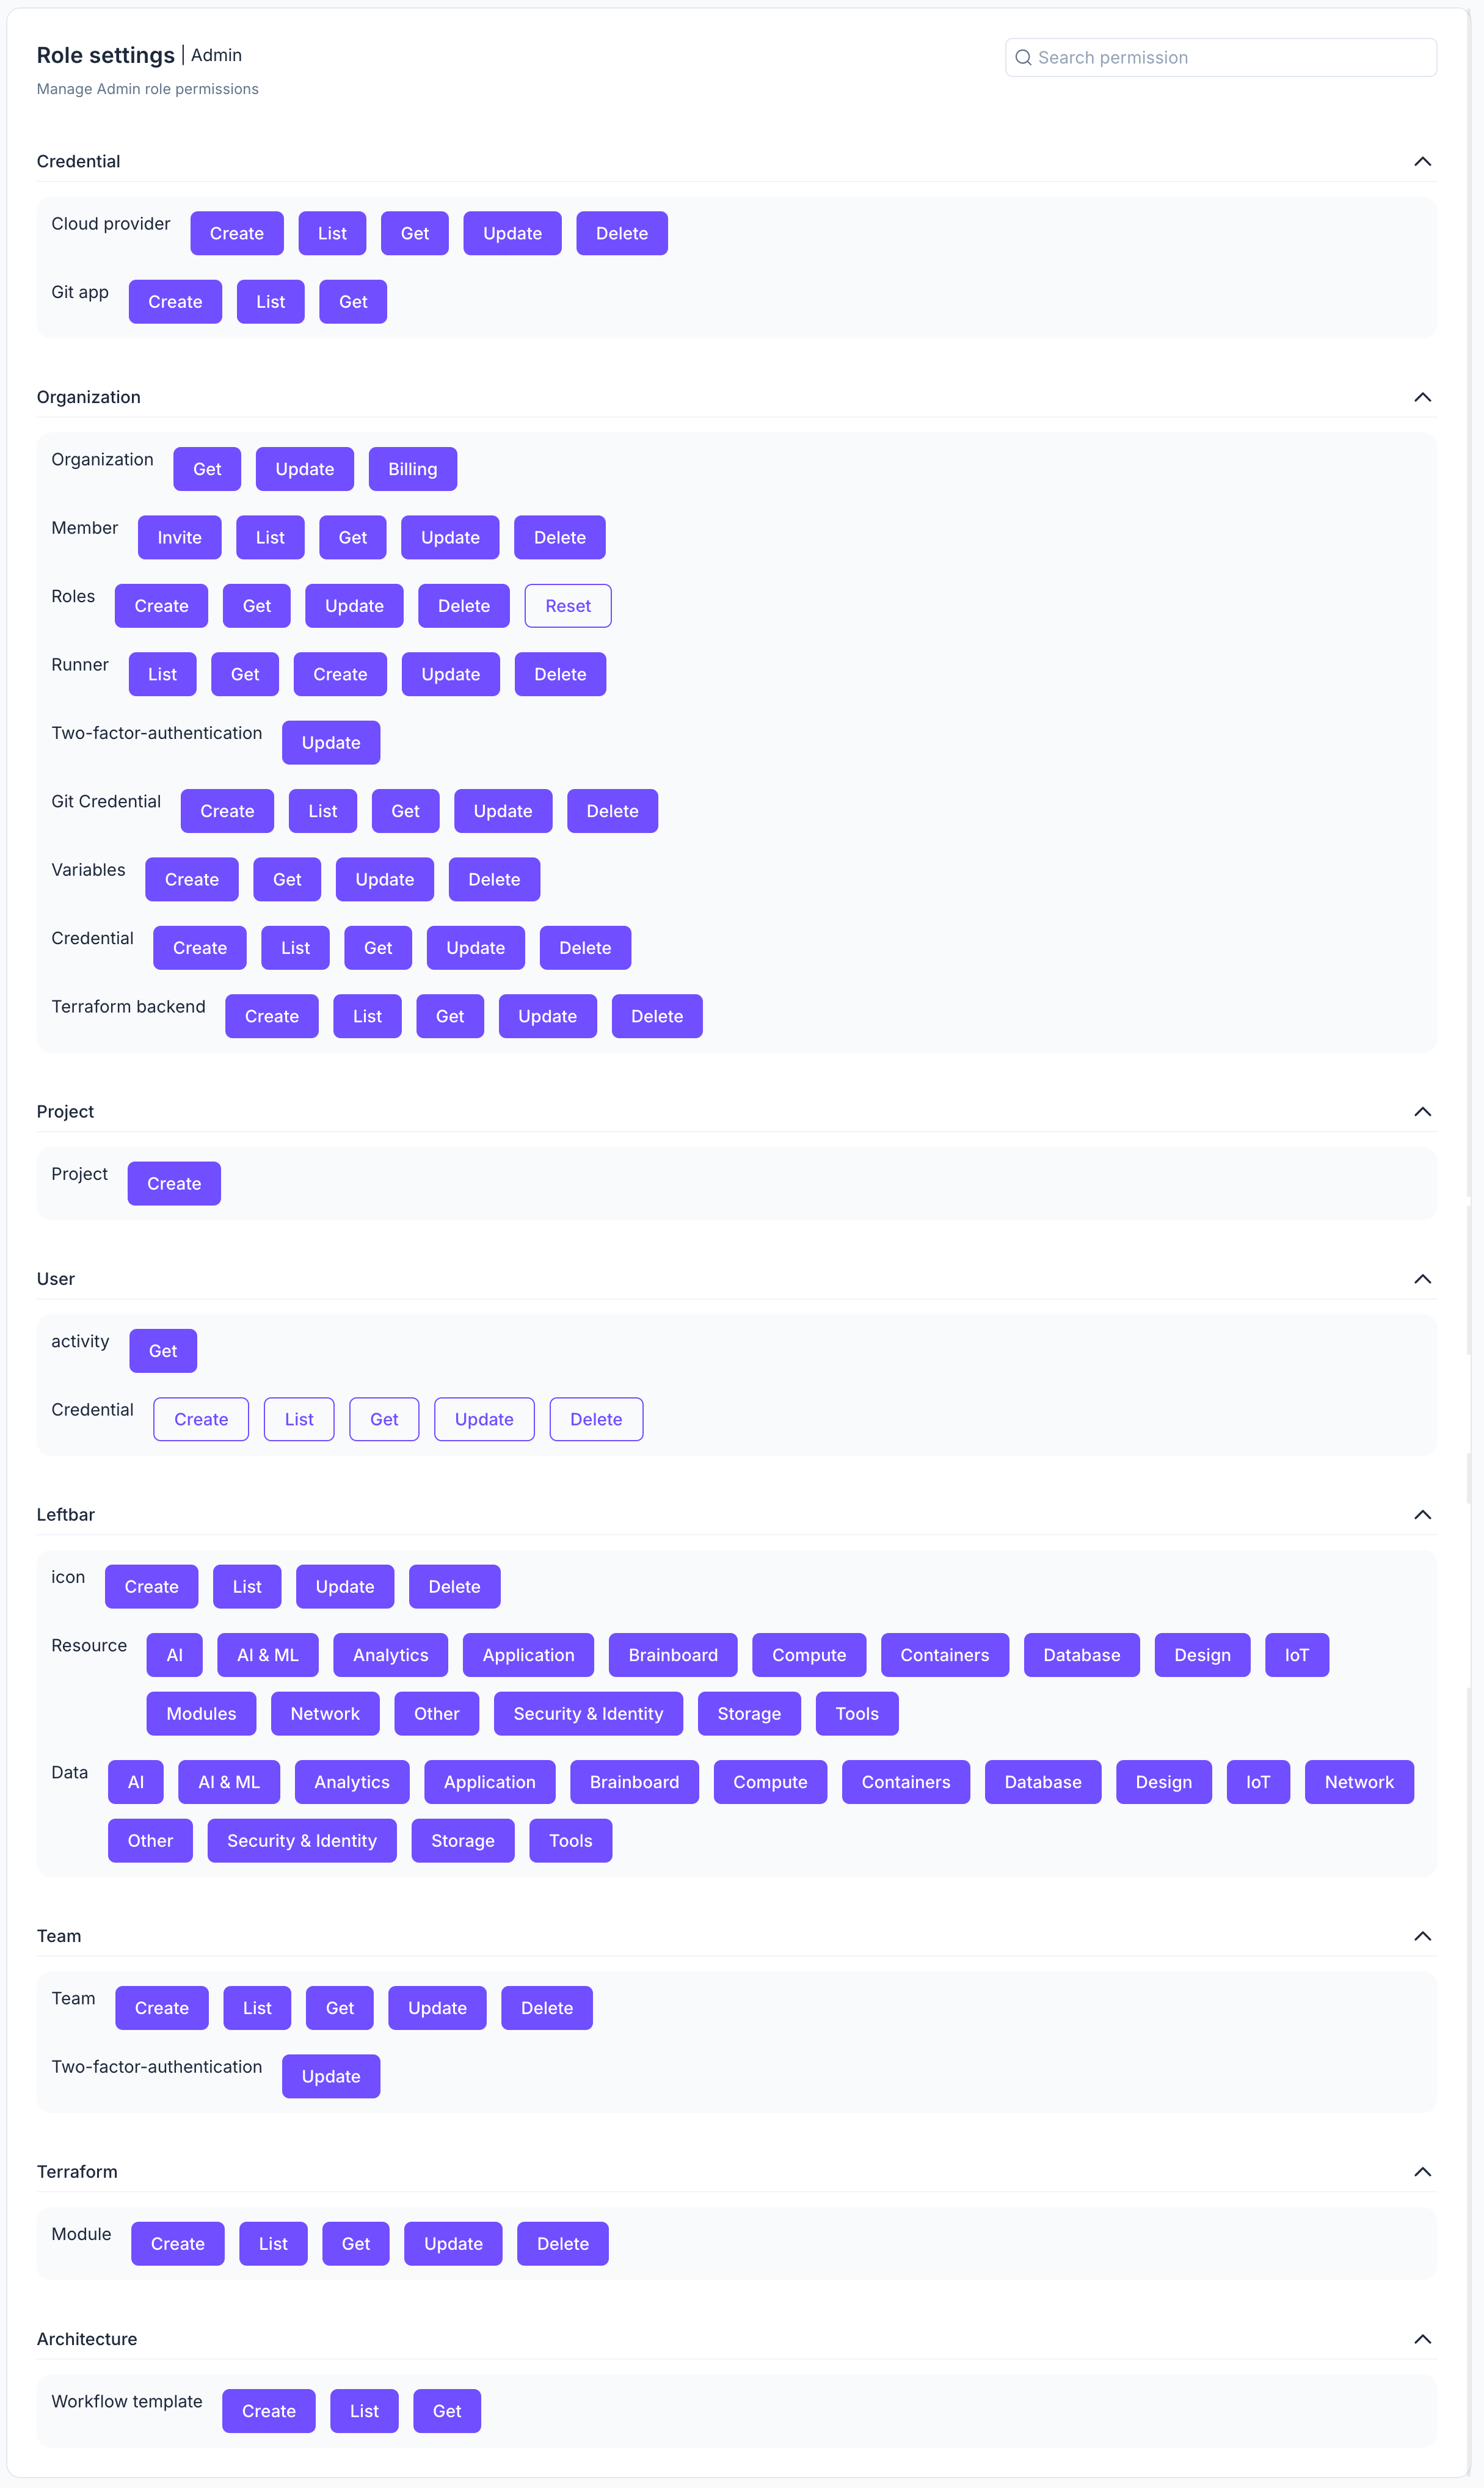 Role settings | Admin
Search permission
Manage Admin role permissions
Credential
Cloud provider Create List Get Update Delete
Git app Create List Get
Organization
Organization Get Update Billing
Member Invite List Get Update Delete
Roles Create Get Update Delete Reset
Runner List Get Create Update Delete
Two-factor-authentication Update
Git Credential Create List Get Update Delete
Variables Create Get Update Delete
Credential Create List Get Update Delete
Terraform backend Create List Get Update Delete
Project
Project Create
User
activity Get
Credential Create List Get Update Delete
Leftbar
icon Create List Update Delete
Resource AI AI & ML Analytics Application Brainboard Compute Containers Database Design IoT
Modules Network Other Security & Identity Storage Tools
Data AI AI & ML Analytics Application Brainboard Compute Containers Database Design IoT Network
Other Security & Identity Storage Tools
Team
Team Create List Get Update Delete
Two-factor-authentication Update
Terraform
Module Create List Get Update Delete
Architecture
Workflow template Create List Get